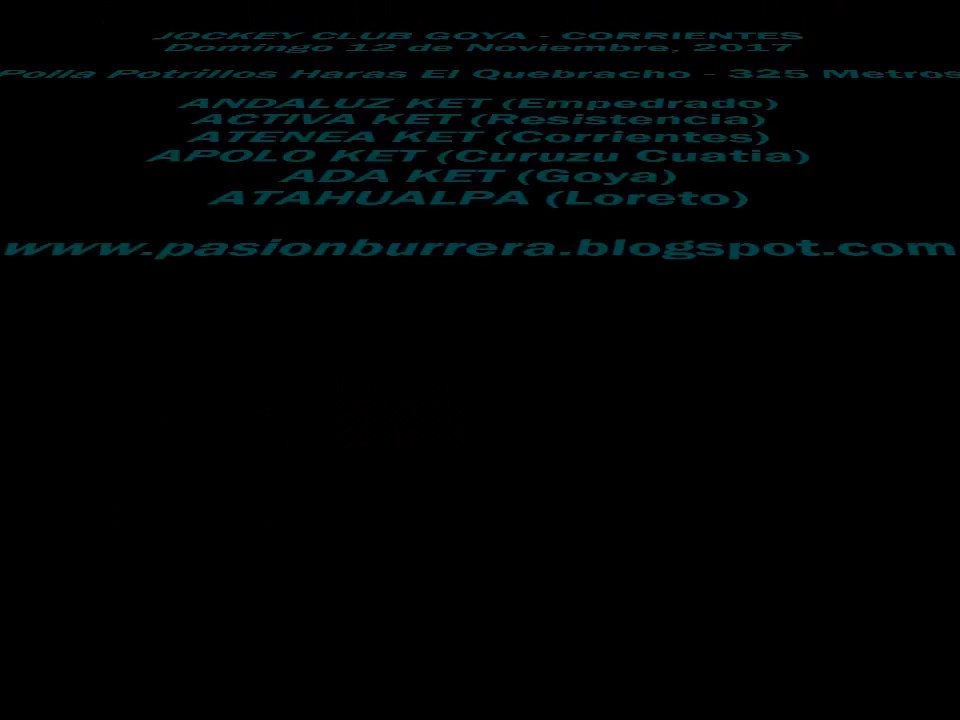 JOCKEY CLUB GOYA - CORRIENTES
Domingo 12 de Noviembre, 2017
Polla Potrillos Haras El Quebracho - 325 Metros
ANDALUZ KET (Empedrado)
ACTIVA KET (Resistencia)
ATENEA KET (Corrientes)
APOLO KET (Curuzu Cuatia)
ADA KET (Goya)
ATAHUALPA (Loreto)
www.pasionburrera.blogspot.com